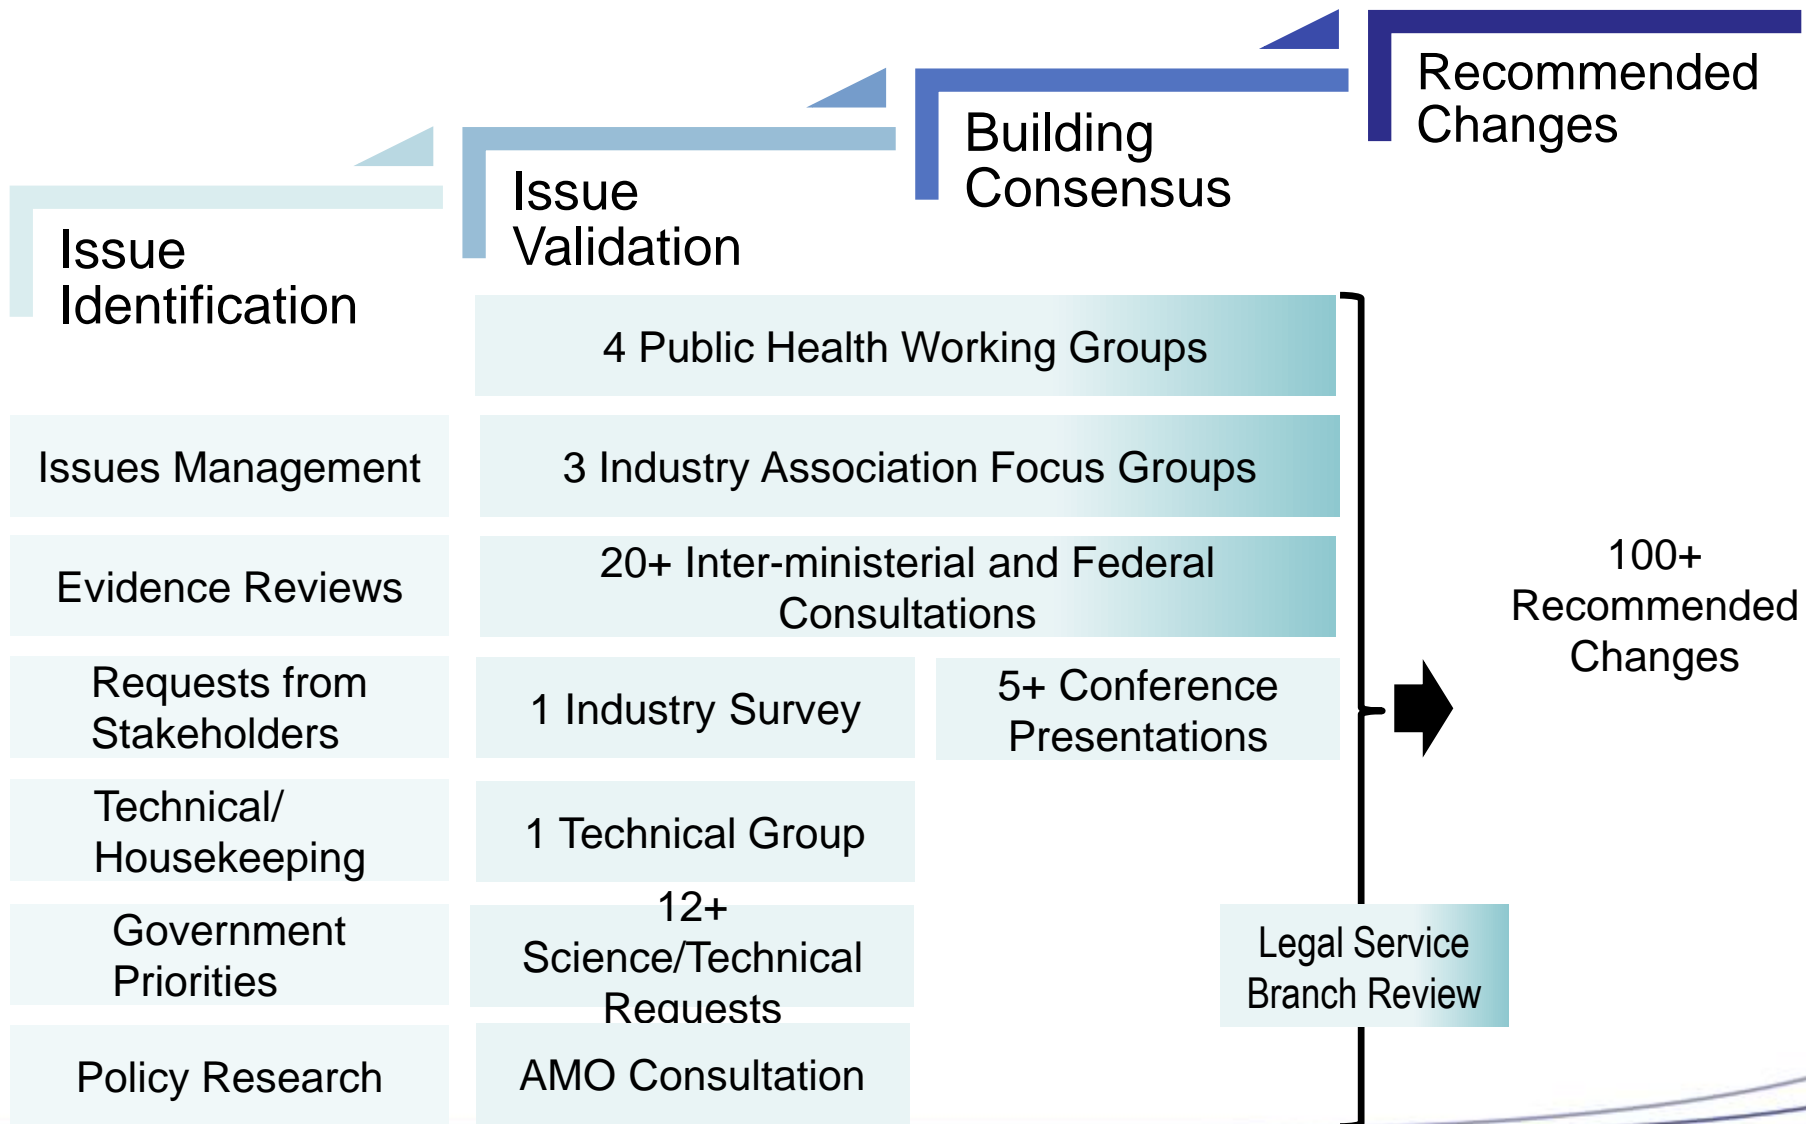 Issue
Identification
Issue
Validation
Building
Consensus
Recommended
Changes
Issues Management
Evidence Reviews
Requests from
Stakeholders
Technical/
Housekeeping
Government
Priorities
Policy Research
4 Public Health Working Groups
3 Industry Association Focus Groups
20+ Inter-ministerial and Federal
Consultations
1 Industry Survey
1 Technical Group
12+
Science/Technical
Requests
AMO Consultation
5+ Conference
Presentations
Legal Service
Branch Review
100+
Recommended
Changes